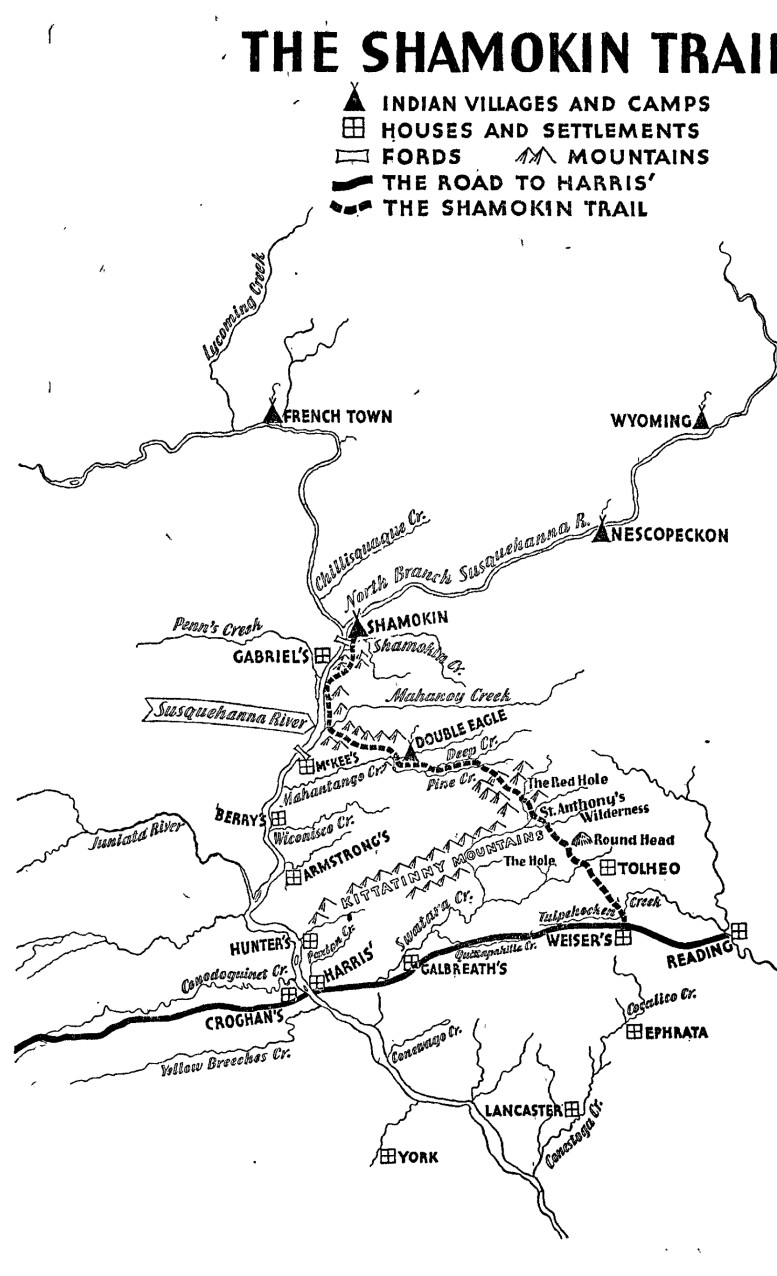 THE SHAMOKIN TRAI
INDIAN VILLAGES AND CAMPS
HOUSES AND SETTLEMENTS
FORDS MOUNTAINS
THE ROAD TO HARRIS'
THE SHAMOKIN TRAIL
Lycoming Creek
FRENCH TOWN
WYOMING
NESCOPECKON
Chillisquaque Cr.
North Branch Susquehanna R.
Penn's Creek
SHAMOKIN
GABRIEL'S
Shamokin Cr.
Mahanoy Creek
Susquehanna River
DOUBLE EAGLE
McKEE'S
Deep Cr.
Mahantango Cr.
Pine Cr.
The Red Hole
St. Anthony's
Wilderness
BERRY'S
Juniata River
Wiconisco Cr.
Round Head
ARMSTRONG'S
KITTATINNY MOUNTAINS
The Hole
TOLHEO
Swatara Cr.
Tulpehocken Creek
HUNTER'S
Paxton Cr.
HARRIS'
Quittapahilla Cr.
WEISER'S
READING
GALBREATH'S
Conodoguinet Cr.
CROGHAN'S
Cocalico Cr.
EPHRATA
Yellow Breeches Cr.
Conewago Cr.
LANCASTER
Conestoga Cr.
YORK